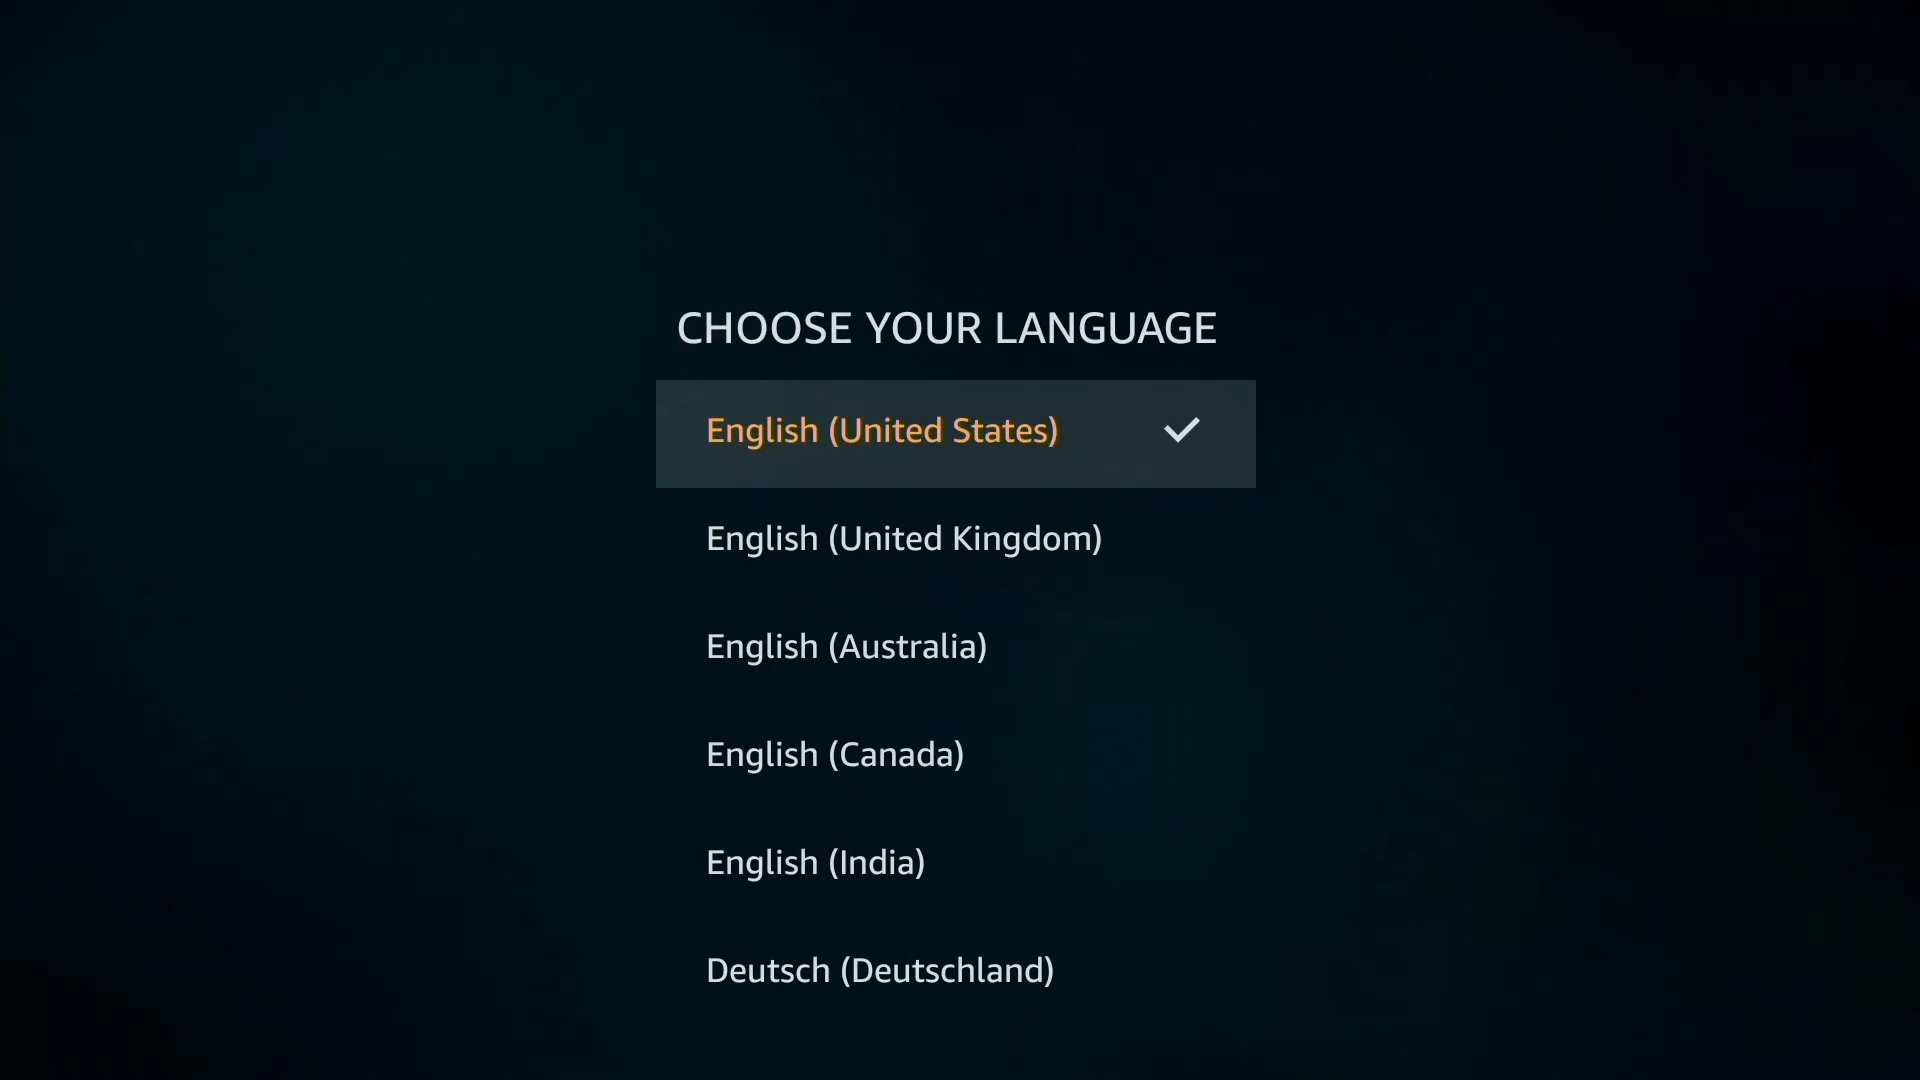 CHOOSE YOUR LANGUAGE
English (United States)
English (United Kingdom)
English (Australia)
English (Canada)
English (India)
Deutsch (Deutschland)